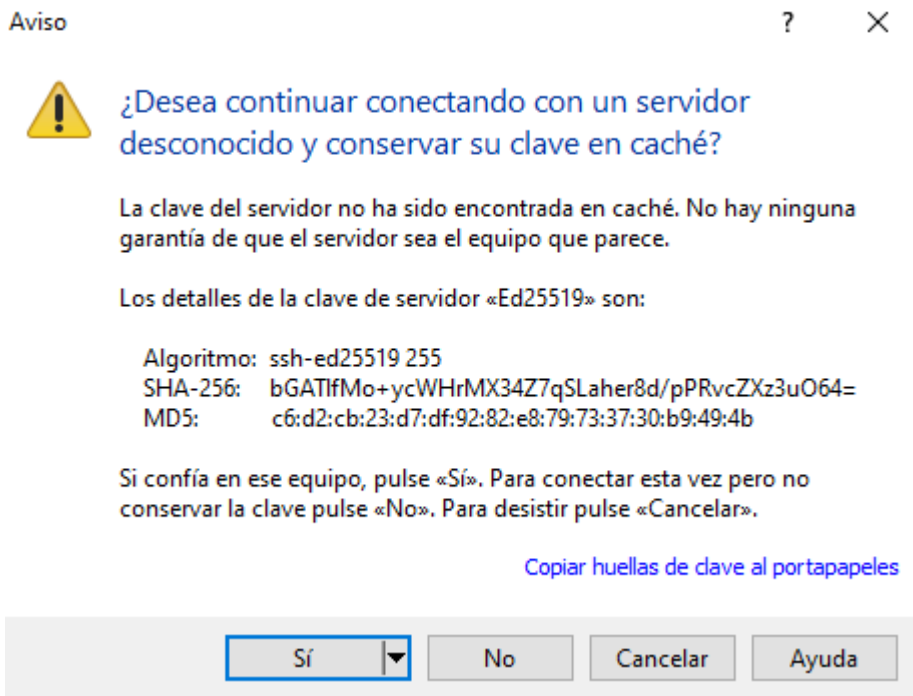 Aviso
?
¿Desea continuar conectando con un servidor
desconocido y conservar su clave en caché?
La clave del servidor no ha sido encontrada en caché. No hay ninguna
garantía de que el servidor sea el equipo que parece.
Los detalles de la clave de servidor «Ed25519» son:
Algoritmo: ssh-ed25519 255
SHA-256: bGATlfMo+ycWHrMX34Z7qSLaher8d/pPRvcZXz3uO64=
MD5: c6:d2:cb:23:d7:df:92:82:e8:79:73:37:30:b9:49:4b
Si confía en ese equipo, pulse «Sí». Para conectar esta vez pero no
conservar la clave pulse «No». Para desistir pulse «Cancelar».
Copiar huellas de clave al portapapeles
Sí No Cancelar Ayuda